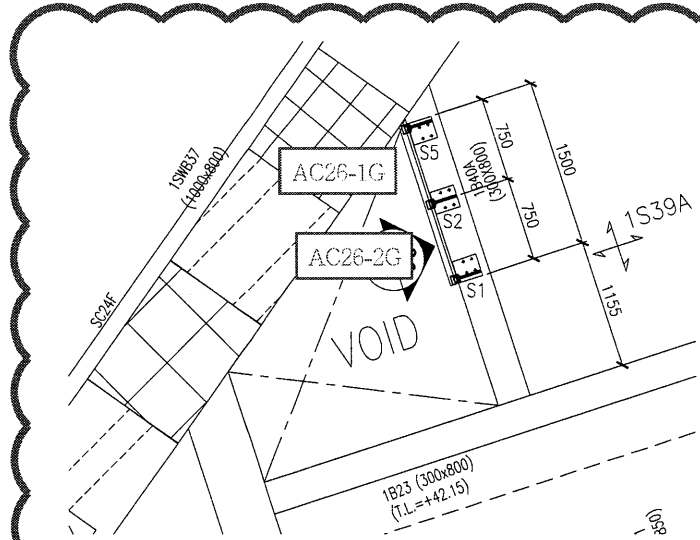 1SWB37
(1000x800)
AC26-1G
S5
750
1B40A
(300x800)
1500
S2
AC26-2G
750
1S39A
S1
SC24F
1155
VOID
1B23 (300x800)
(T.L.=+42.15)
850)